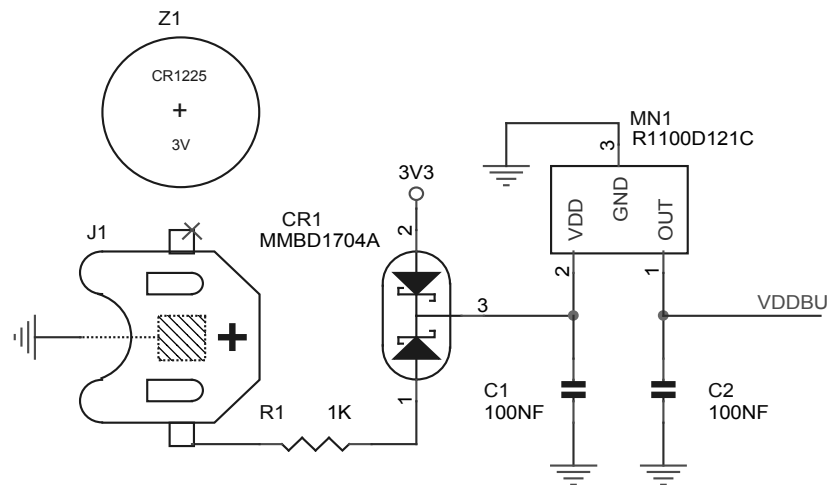 Z1
CR1225
+
3V
J1
+
R1 1K
CR1
MMBD1704A
3V3
2
3
1
MN1
R1100D121C
3
VDD
GND
OUT
2
1
VDDBU
C1
100NF
C2
100NF